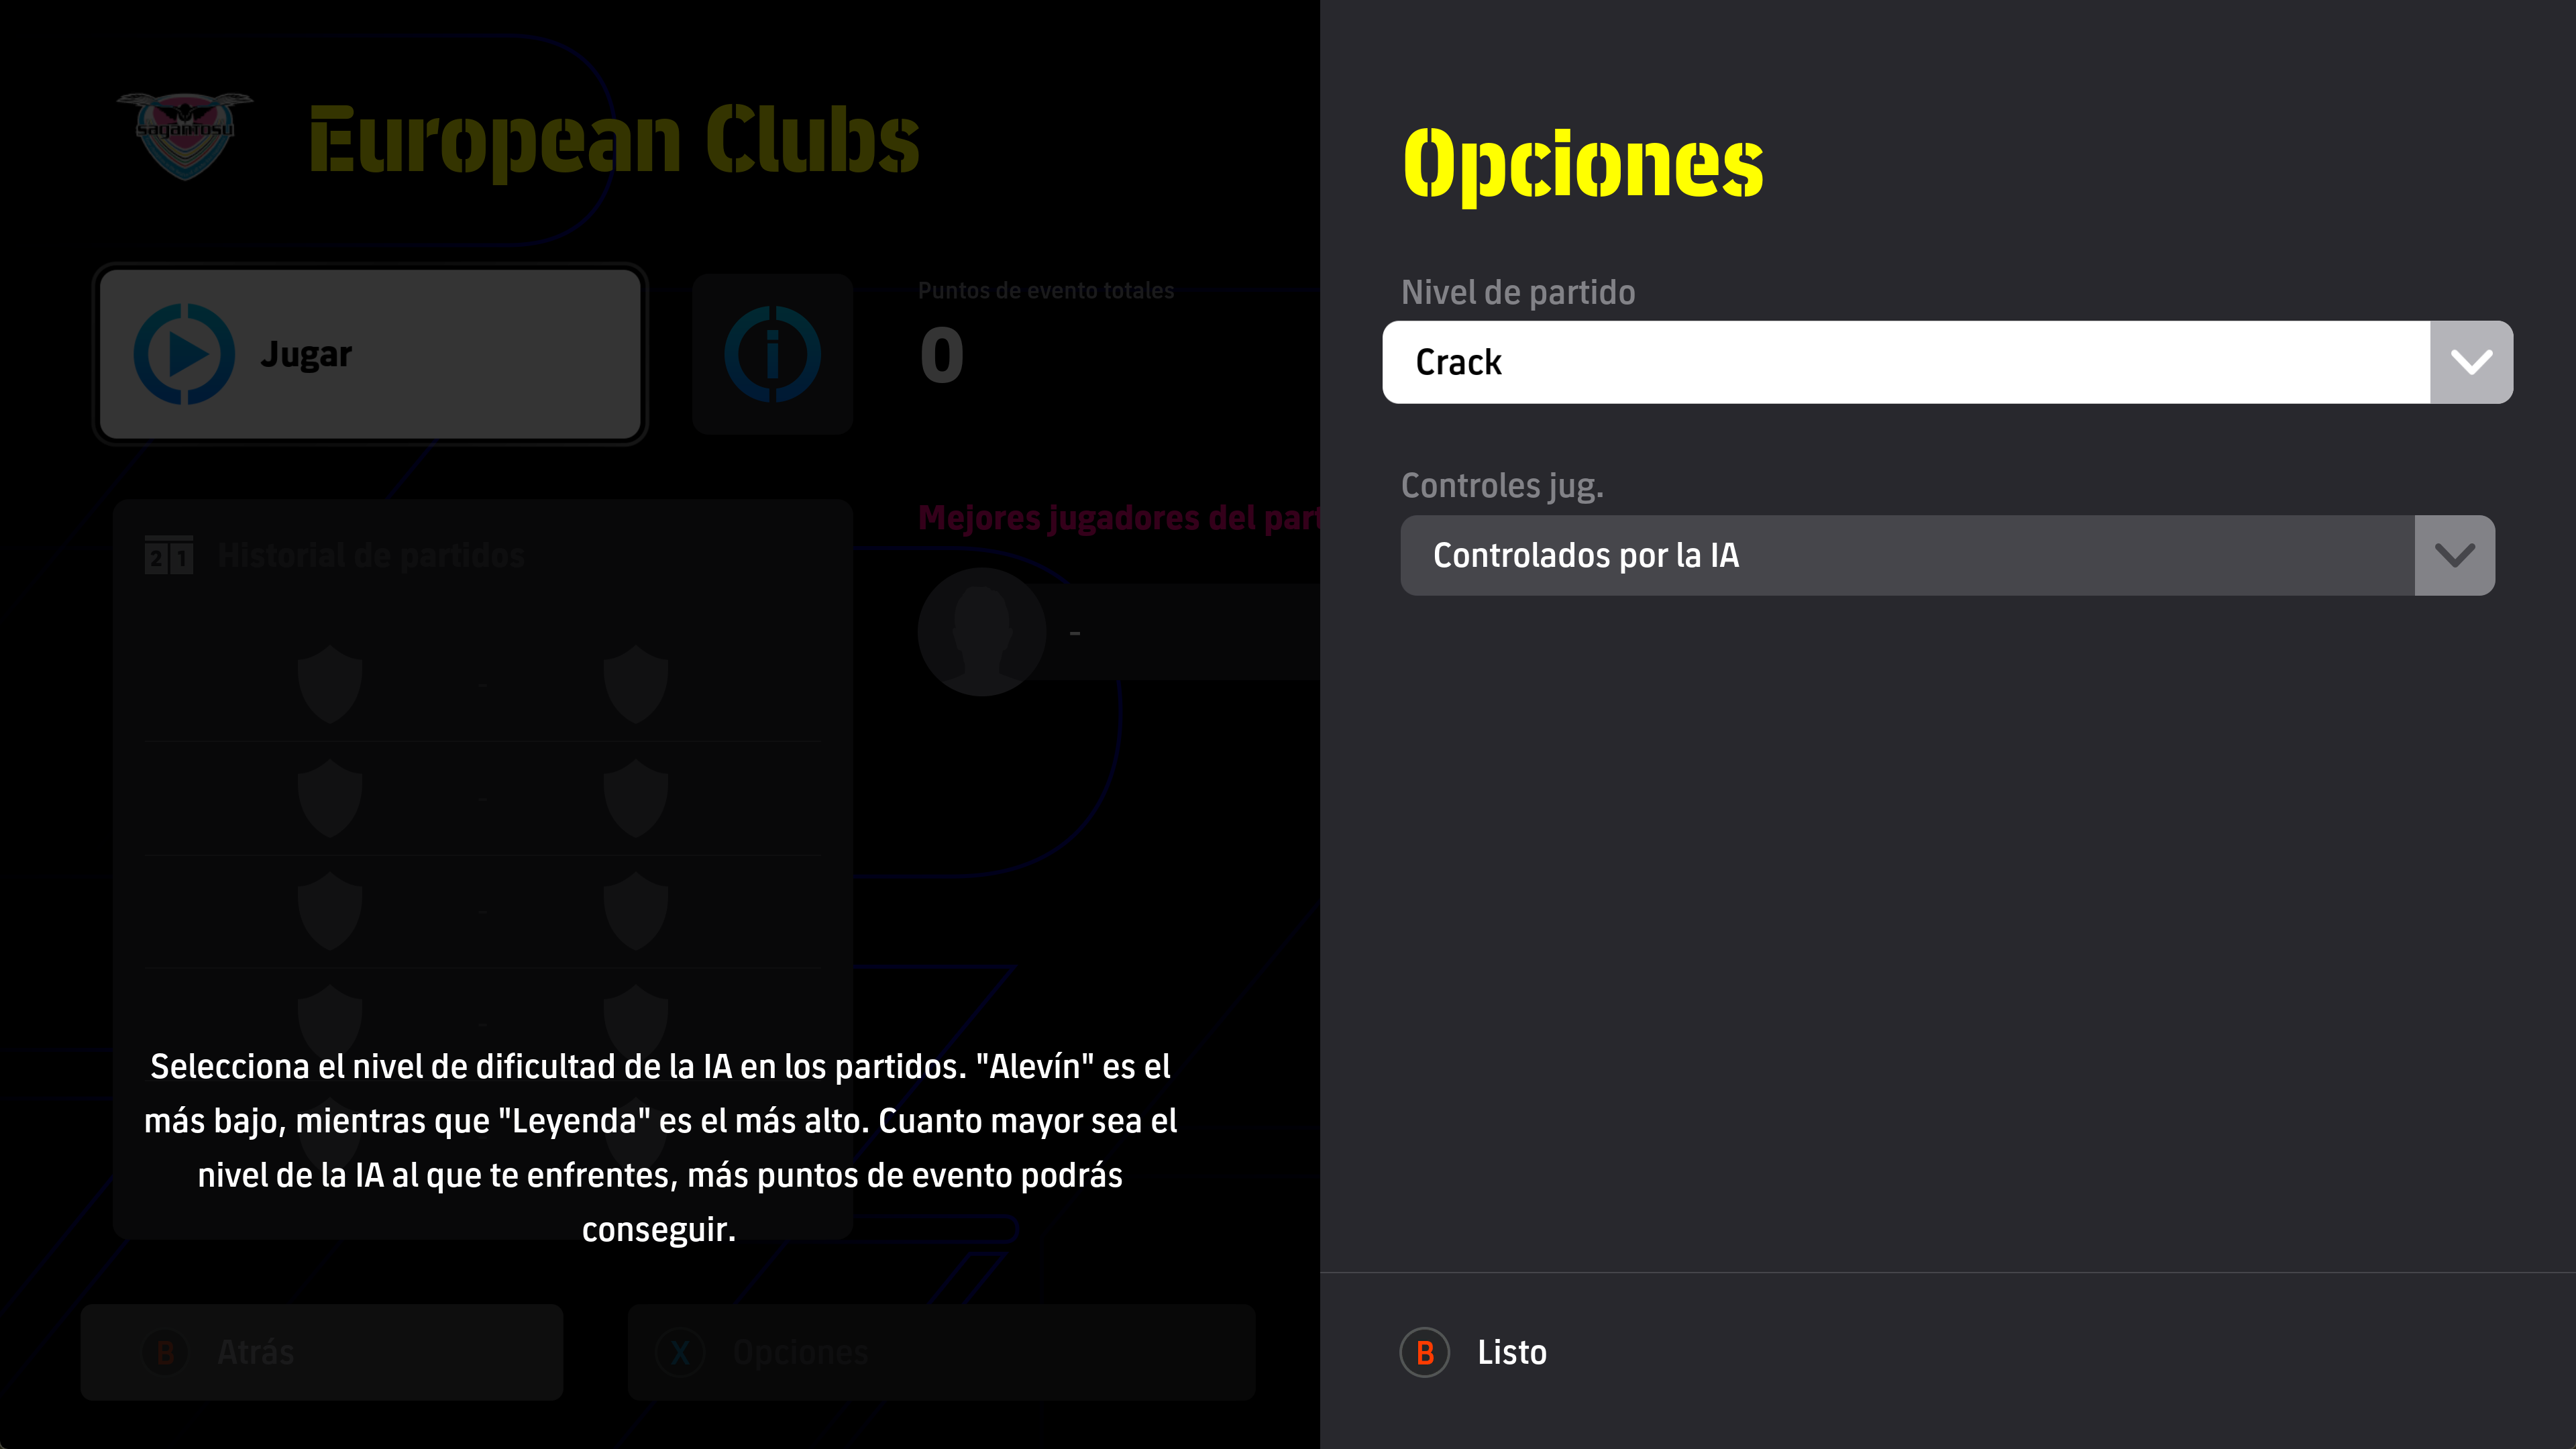 sagantosu
European Clubs
Jugar
Puntos de evento totales
0
Historial de partidos
2 1
Mejores jugadores del part
-
-
-
-
-
Selecciona el nivel de dificultad de la IA en los partidos. "Alevín" es el
más bajo, mientras que "Leyenda" es el más alto. Cuanto mayor sea el
nivel de la IA al que te enfrentes, más puntos de evento podrás
conseguir.
B Atrás
X Opciones
Opciones
Nivel de partido
Crack
Controles jug.
Controlados por la IA
B Listo